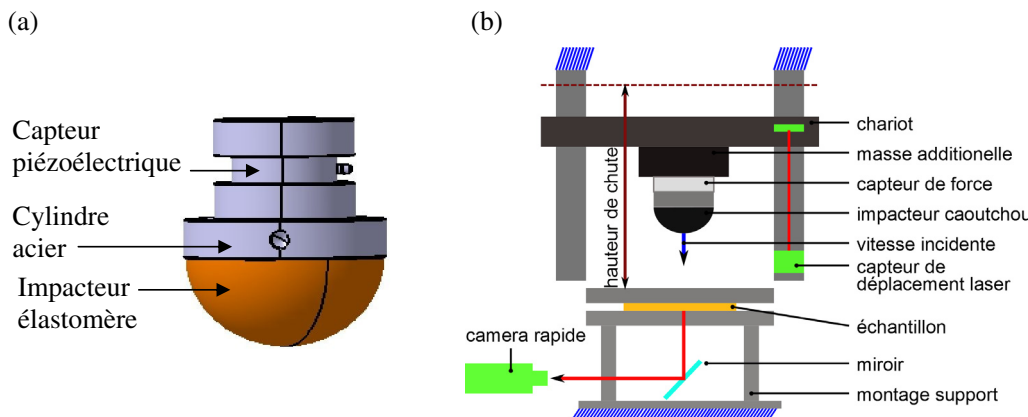 (a)
Capteur
piézoélectrique
Cylindre
acier
Impacteur
élastomère
(b)
hauteur de chute
chariot
masse additionelle
capteur de force
impacteur caoutchou
vitesse incidente
capteur de
déplacement laser
échantillon
camera rapide
miroir
montage support